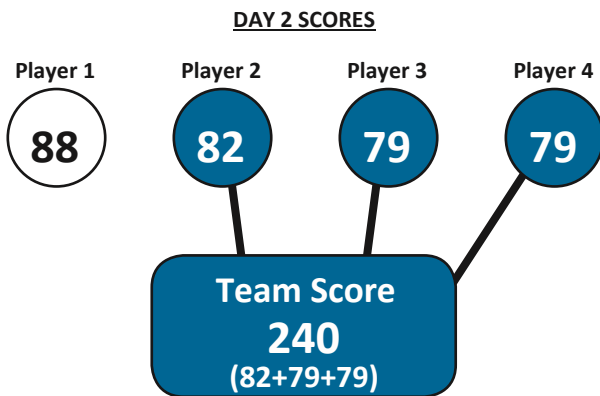 DAY 2 SCORES
Player 1 Player 2 Player 3 Player 4
88 82 79 79
Team Score
240
(82+79+79)